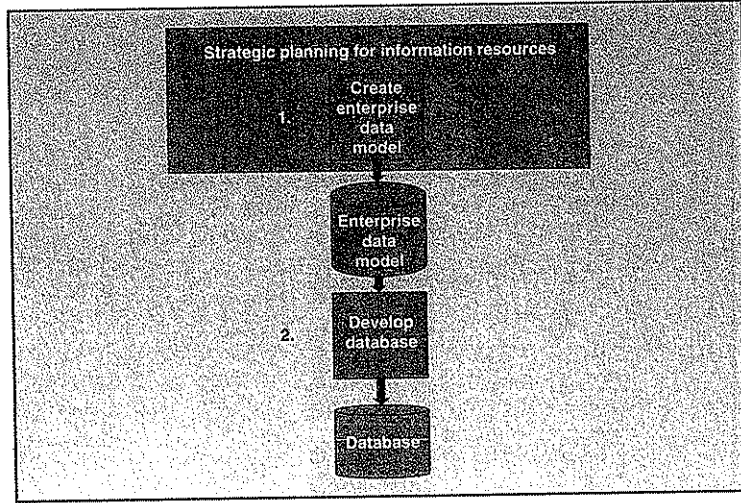 Strategic planning for information resources
1.
Create
enterprise
data
model
Enterprise
data
model
2.
Develop
database
Database